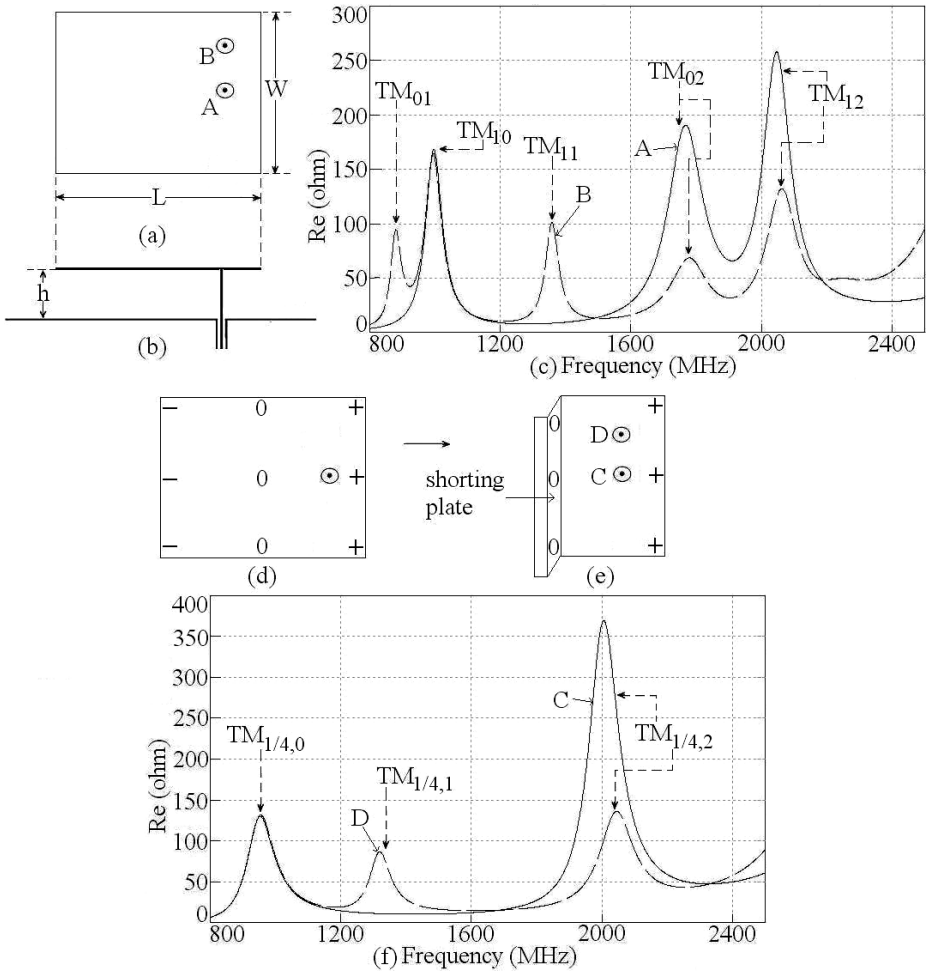 B
A
W
L
(a)
h
(b)
300
250
200
150
100
50
0
Re (ohm)
TM01
TM10
TM11
TM02
TM12
A
B
800 1200 1600 2000 2400
(c) Frequency (MHz)
− 0 +
− 0 +
− 0 +
(d)
shorting
plate
0 +
D
0 C +
0 +
(e)
400
350
300
250
200
150
100
50
0
Re (ohm)
TM1/4,0
TM1/4,1
D
C
TM1/4,2
800 1200 1600 2000 2400
(f) Frequency (MHz)